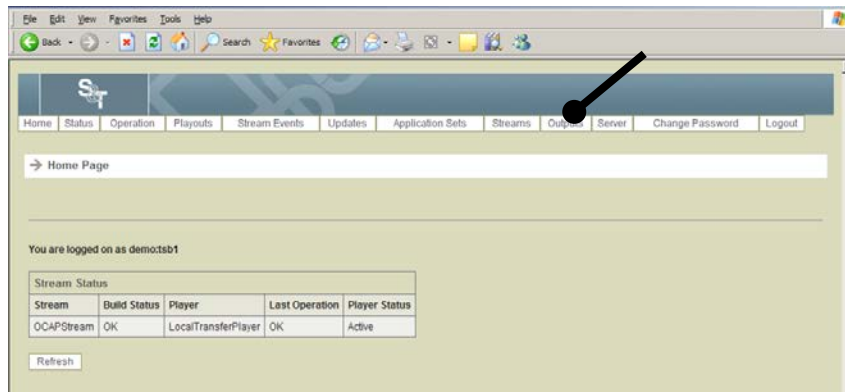 File Edit View Favorites Tools Help
Back Search Favorites
S&T
Home Status Operation Playouts Stream Events Updates Application Sets Streams Outputs Server Change Password Logout
Home Page
You are logged on as demo:tsb1
Stream Status
Stream Build Status Player Last Operation Player Status
OCAPStream OK LocalTransferPlayer OK Active
Refresh